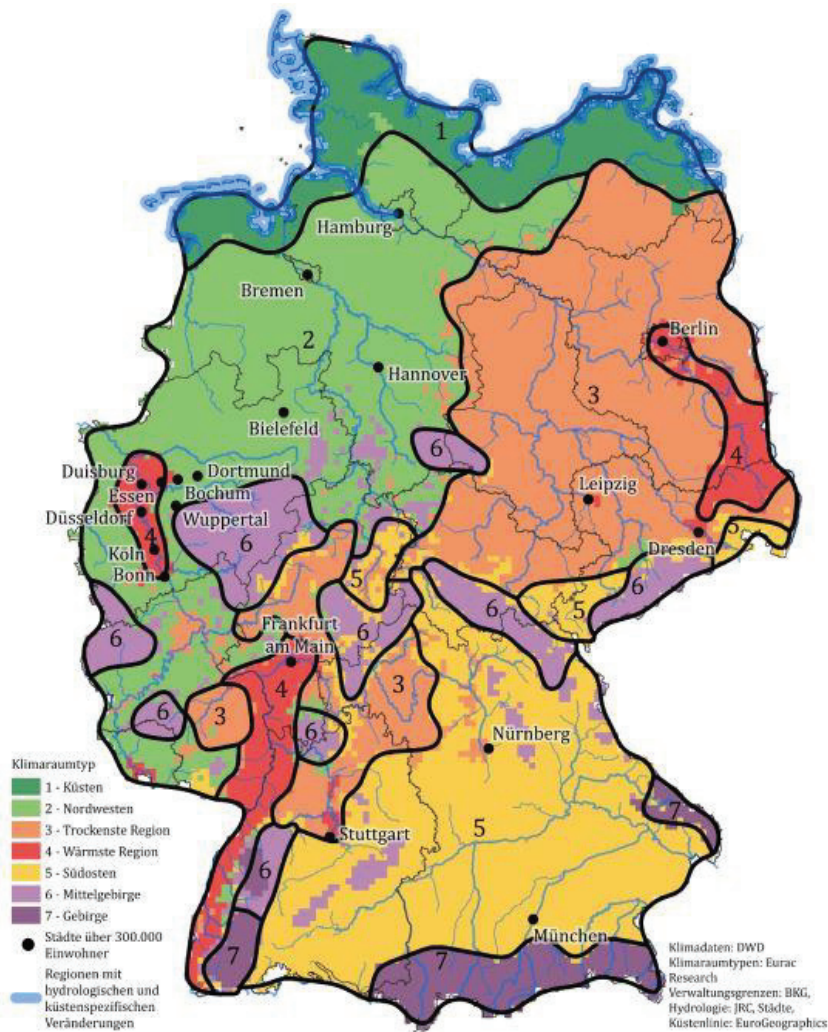 1
Hamburg
Bremen
2
Hannover
Berlin
3
Bielefeld
6
4
Duisburg
Dortmund
Essen
Bochum
Leipzig
Düsseldorf
Wuppertal
6
4
Köln
Bonn
5
Dresden
5
6
6
5
6
Frankfurt
am Main
6
4
3
3
6
6
Nürnberg
Klimaraumtyp
1 - Küsten
2 - Nordwesten
3 - Trockenste Region
4 - Wärmste Region
5 - Südosten
6 - Mittelgebirge
7 - Gebirge
Städte über 300.000
Einwohner
Regionen mit
hydrologischen und
küstenspezifischen
Veränderungen
7
Stuttgart
5
6
7
München
7
Klimadaten: DWD
Klimaraumtypen: Eurac
Research
Verwaltungsgrenzen: BKG,
Hydrologie: JRC, Städte,
Küstenlinie: EuroGeographics